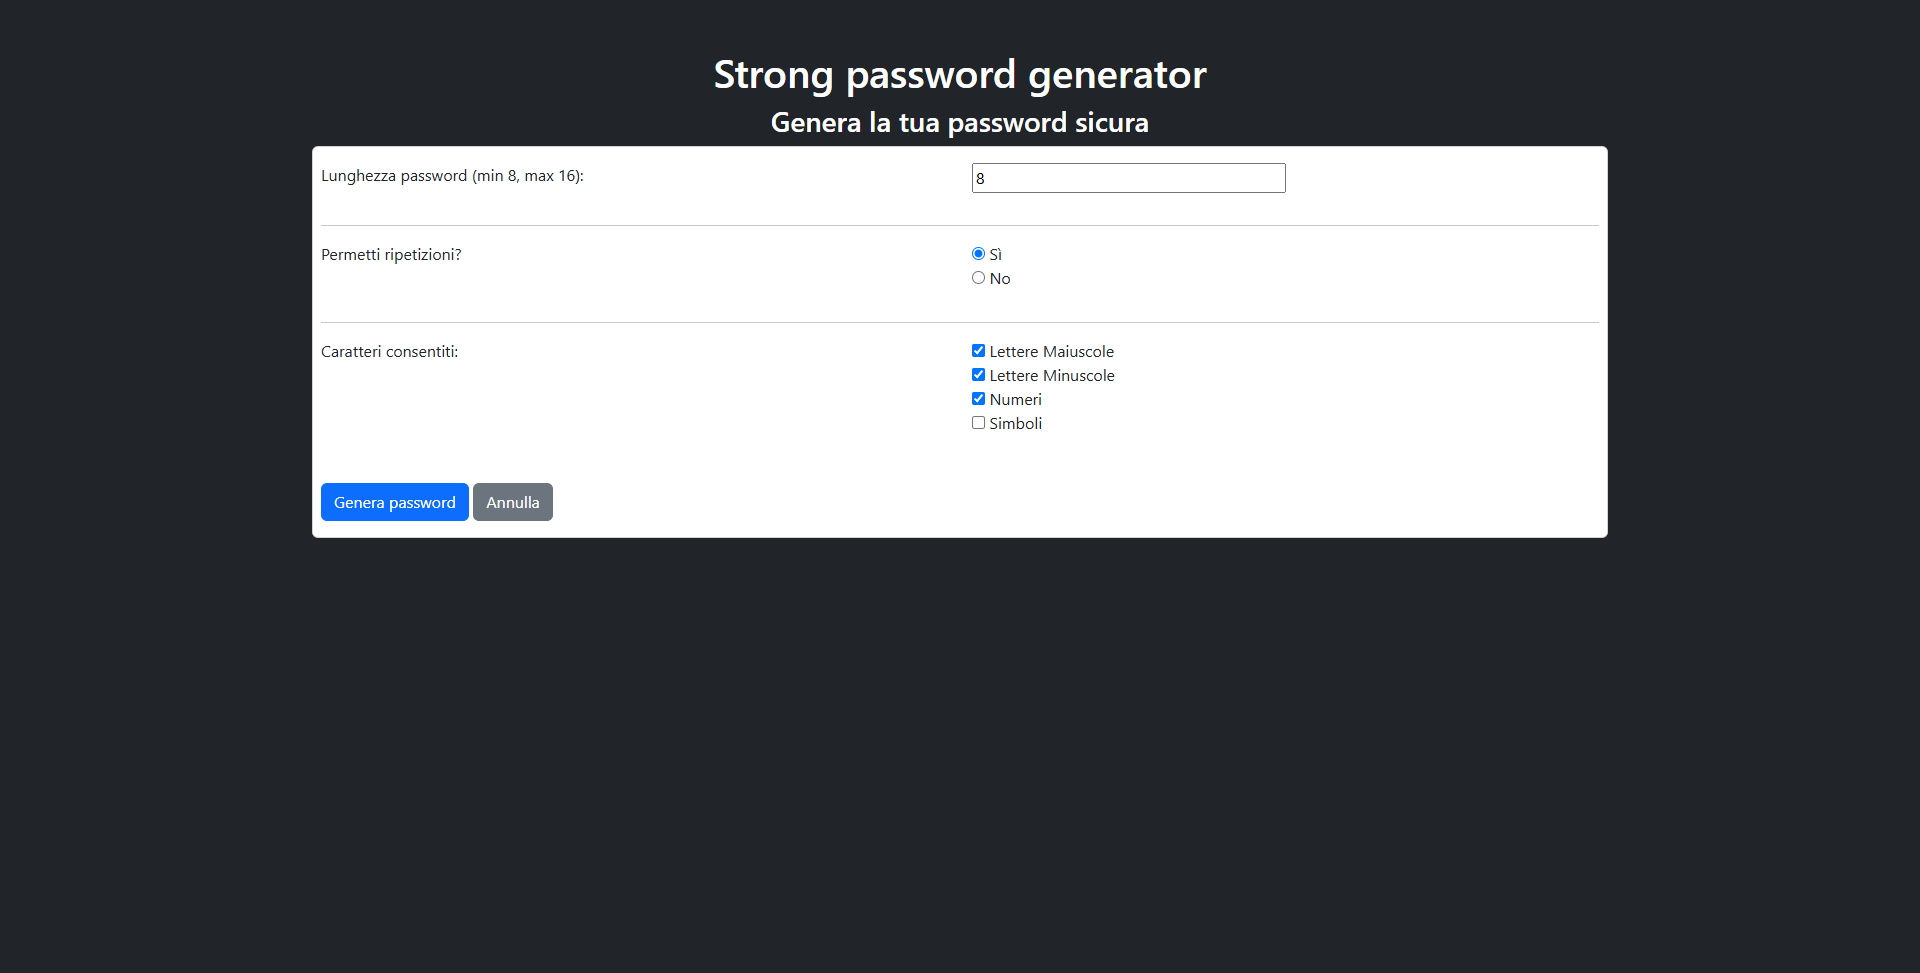 Strong password generator
Genera la tua password sicura
Lunghezza password (min 8, max 16):
8
Permetti ripetizioni?
Sì
No
Caratteri consentiti:
Lettere Maiuscole
Lettere Minuscole
Numeri
Simboli
Genera password
Annulla